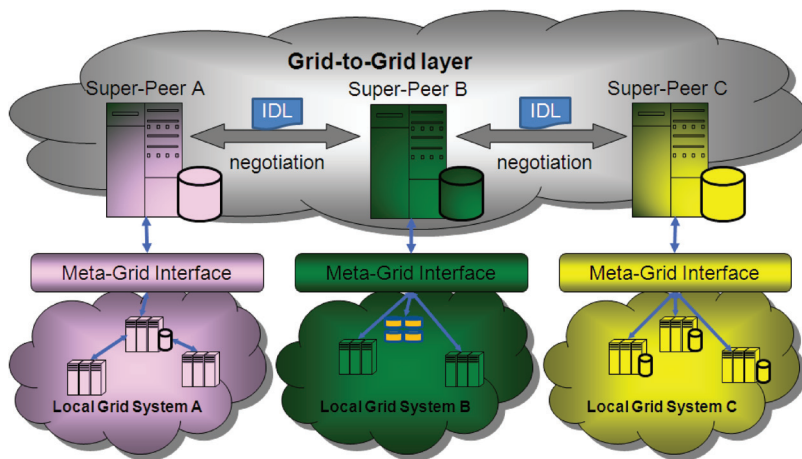 Grid-to-Grid layer
Super-Peer A
Super-Peer B
Super-Peer C
IDL
IDL
negotiation
negotiation
Meta-Grid Interface
Meta-Grid Interface
Meta-Grid Interface
Local Grid System A
Local Grid System B
Local Grid System C